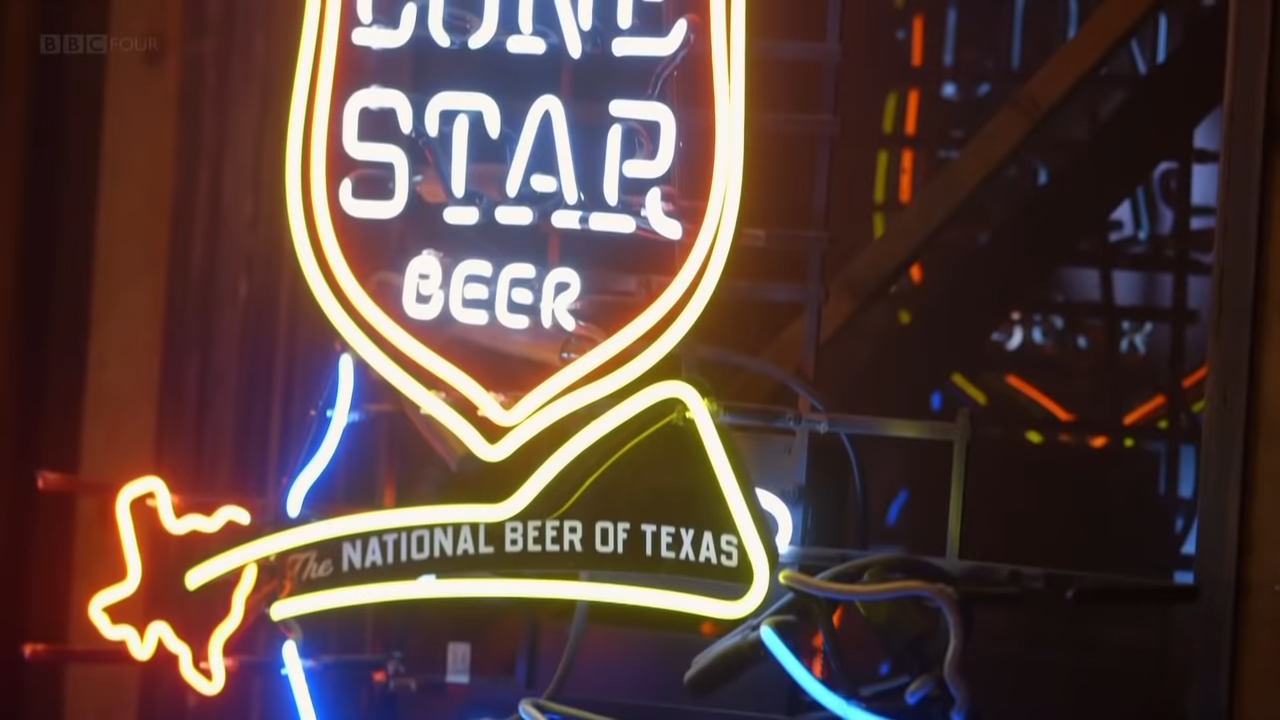 BBC FOUR
LONE
STAR
BEER
The NATIONAL BEER OF TEXAS